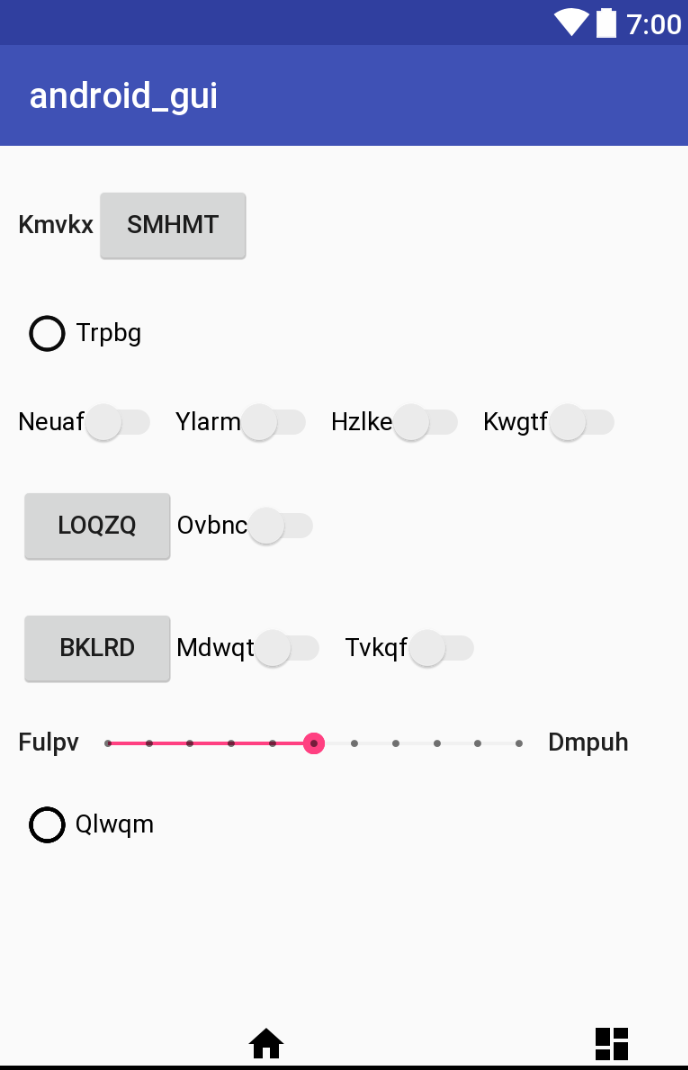 7:00
android_gui
Kmvkx SMHMT
Trpbg
Neuaf Ylarm Hzlke Kwgtf
LOQZQ Ovbnc
BKLRD Mdwqt Tvkqf
Fulpv Dmpuh
Qlwqm